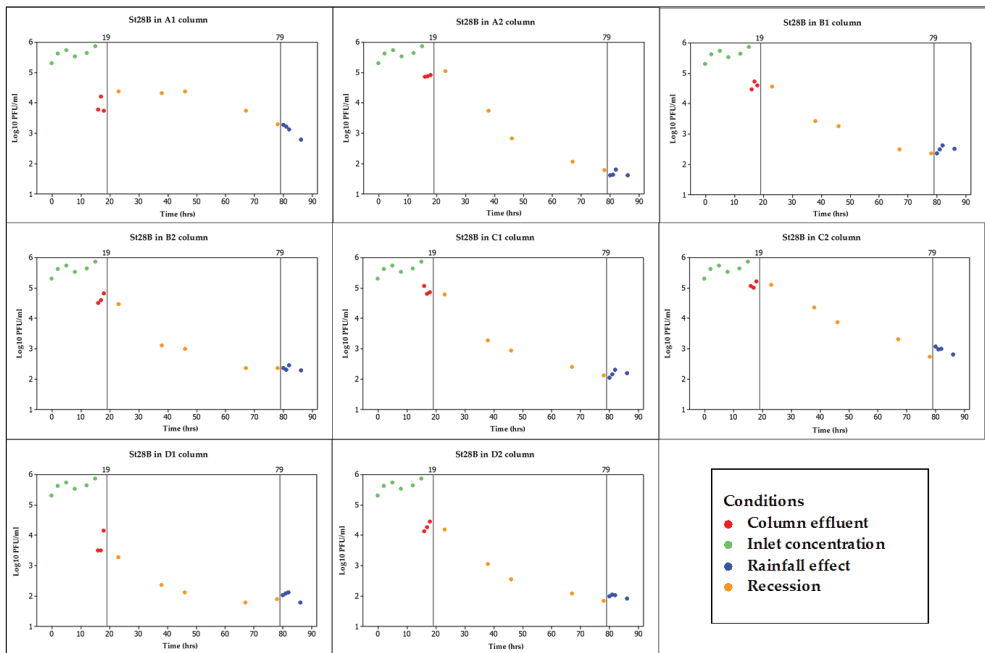 St28B in A1 column
19
79
6
5
4
3
2
1
Log10 PFU/ml
0 10 20 30 40 50 60 70 80 90
Time (hrs)
St28B in A2 column
19
79
6
5
4
3
2
1
Log10 PFU/ml
0 10 20 30 40 50 60 70 80 90
Time (hrs)
St28B in B1 column
19
79
6
5
4
3
2
1
Log10 PFU/ml
0 10 20 30 40 50 60 70 80 90
Time (hrs)
St28B in B2 column
19
79
6
5
4
3
2
1
Log10 PFU/ml
0 10 20 30 40 50 60 70 80 90
Time (hrs)
St28B in C1 column
19
79
6
5
4
3
2
1
Log10 PFU/ml
0 10 20 30 40 50 60 70 80 90
Time (hrs)
St28B in C2 column
19
79
6
5
4
3
2
1
Log10 PFU/ml
0 10 20 30 40 50 60 70 80 90
Time (hrs)
St28B in D1 column
19
79
6
5
4
3
2
1
Log10 PFU/ml
0 10 20 30 40 50 60 70 80 90
Time (hrs)
St28B in D2 column
19
79
6
5
4
3
2
1
Log10 PFU/ml
0 10 20 30 40 50 60 70 80 90
Time (hrs)
Conditions
Column effluent
Inlet concentration
Rainfall effect
Recession